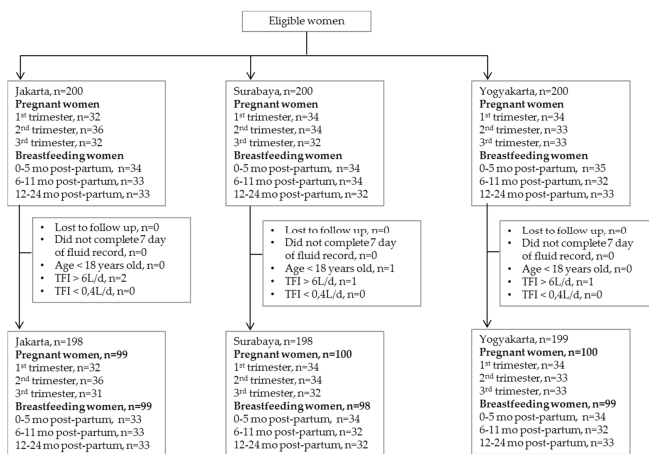 Eligible women
Jakarta, n=200
Pregnant women
1st trimester, n=32
2nd trimester, n=36
3rd trimester, n=32
Breastfeeding women
0-5 mo post-partum, n=34
6-11 mo post-partum, n=33
12-24 mo post-partum, n=33
Surabaya, n=200
Pregnant women
1st trimester, n=34
2nd trimester, n=34
3rd trimester, n=32
Breastfeeding women
0-5 mo post-partum, n=34
6-11 mo post-partum, n=34
12-24 mo post-partum, n=32
Yogyakarta, n=200
Pregnant women
1st trimester, n=34
2nd trimester, n=33
3rd trimester, n=33
Breastfeeding women
0-5 mo post-partum, n=35
6-11 mo post-partum, n=32
12-24 mo post-partum, n=33
• Lost to follow up, n=0
• Did not complete 7 day
of fluid record, n=0
• Age < 18 years old, n=0
• TFI > 6L/d, n=2
• TFI < 0,4L/d, n=0
• Lost to follow up, n=0
• Did not complete 7 day
of fluid record, n=0
• Age < 18 years old, n=1
• TFI > 6L/d, n=1
• TFI < 0,4L/d, n=0
• Lost to follow up, n=0
• Did not complete 7 day
of fluid record, n=0
• Age < 18 years old, n=0
• TFI > 6L/d, n=1
• TFI < 0,4L/d, n=0
Jakarta, n=198
Pregnant women, n=99
1st trimester, n=32
2nd trimester, n=36
3rd trimester, n=31
Breastfeeding women, n=99
0-5 mo post-partum, n=33
6-11 mo post-partum, n=33
12-24 mo post-partum, n=33
Surabaya, n=198
Pregnant women, n=100
1st trimester, n=34
2nd trimester, n=34
3rd trimester, n=32
Breastfeeding women, n=98
0-5 mo post-partum, n=34
6-11 mo post-partum, n=32
12-24 mo post-partum, n=32
Yogyakarta, n=199
Pregnant women, n=100
1st trimester, n=34
2nd trimester, n=33
3rd trimester, n=33
Breastfeeding women, n=99
0-5 mo post-partum, n=34
6-11 mo post-partum, n=32
12-24 mo post-partum, n=33